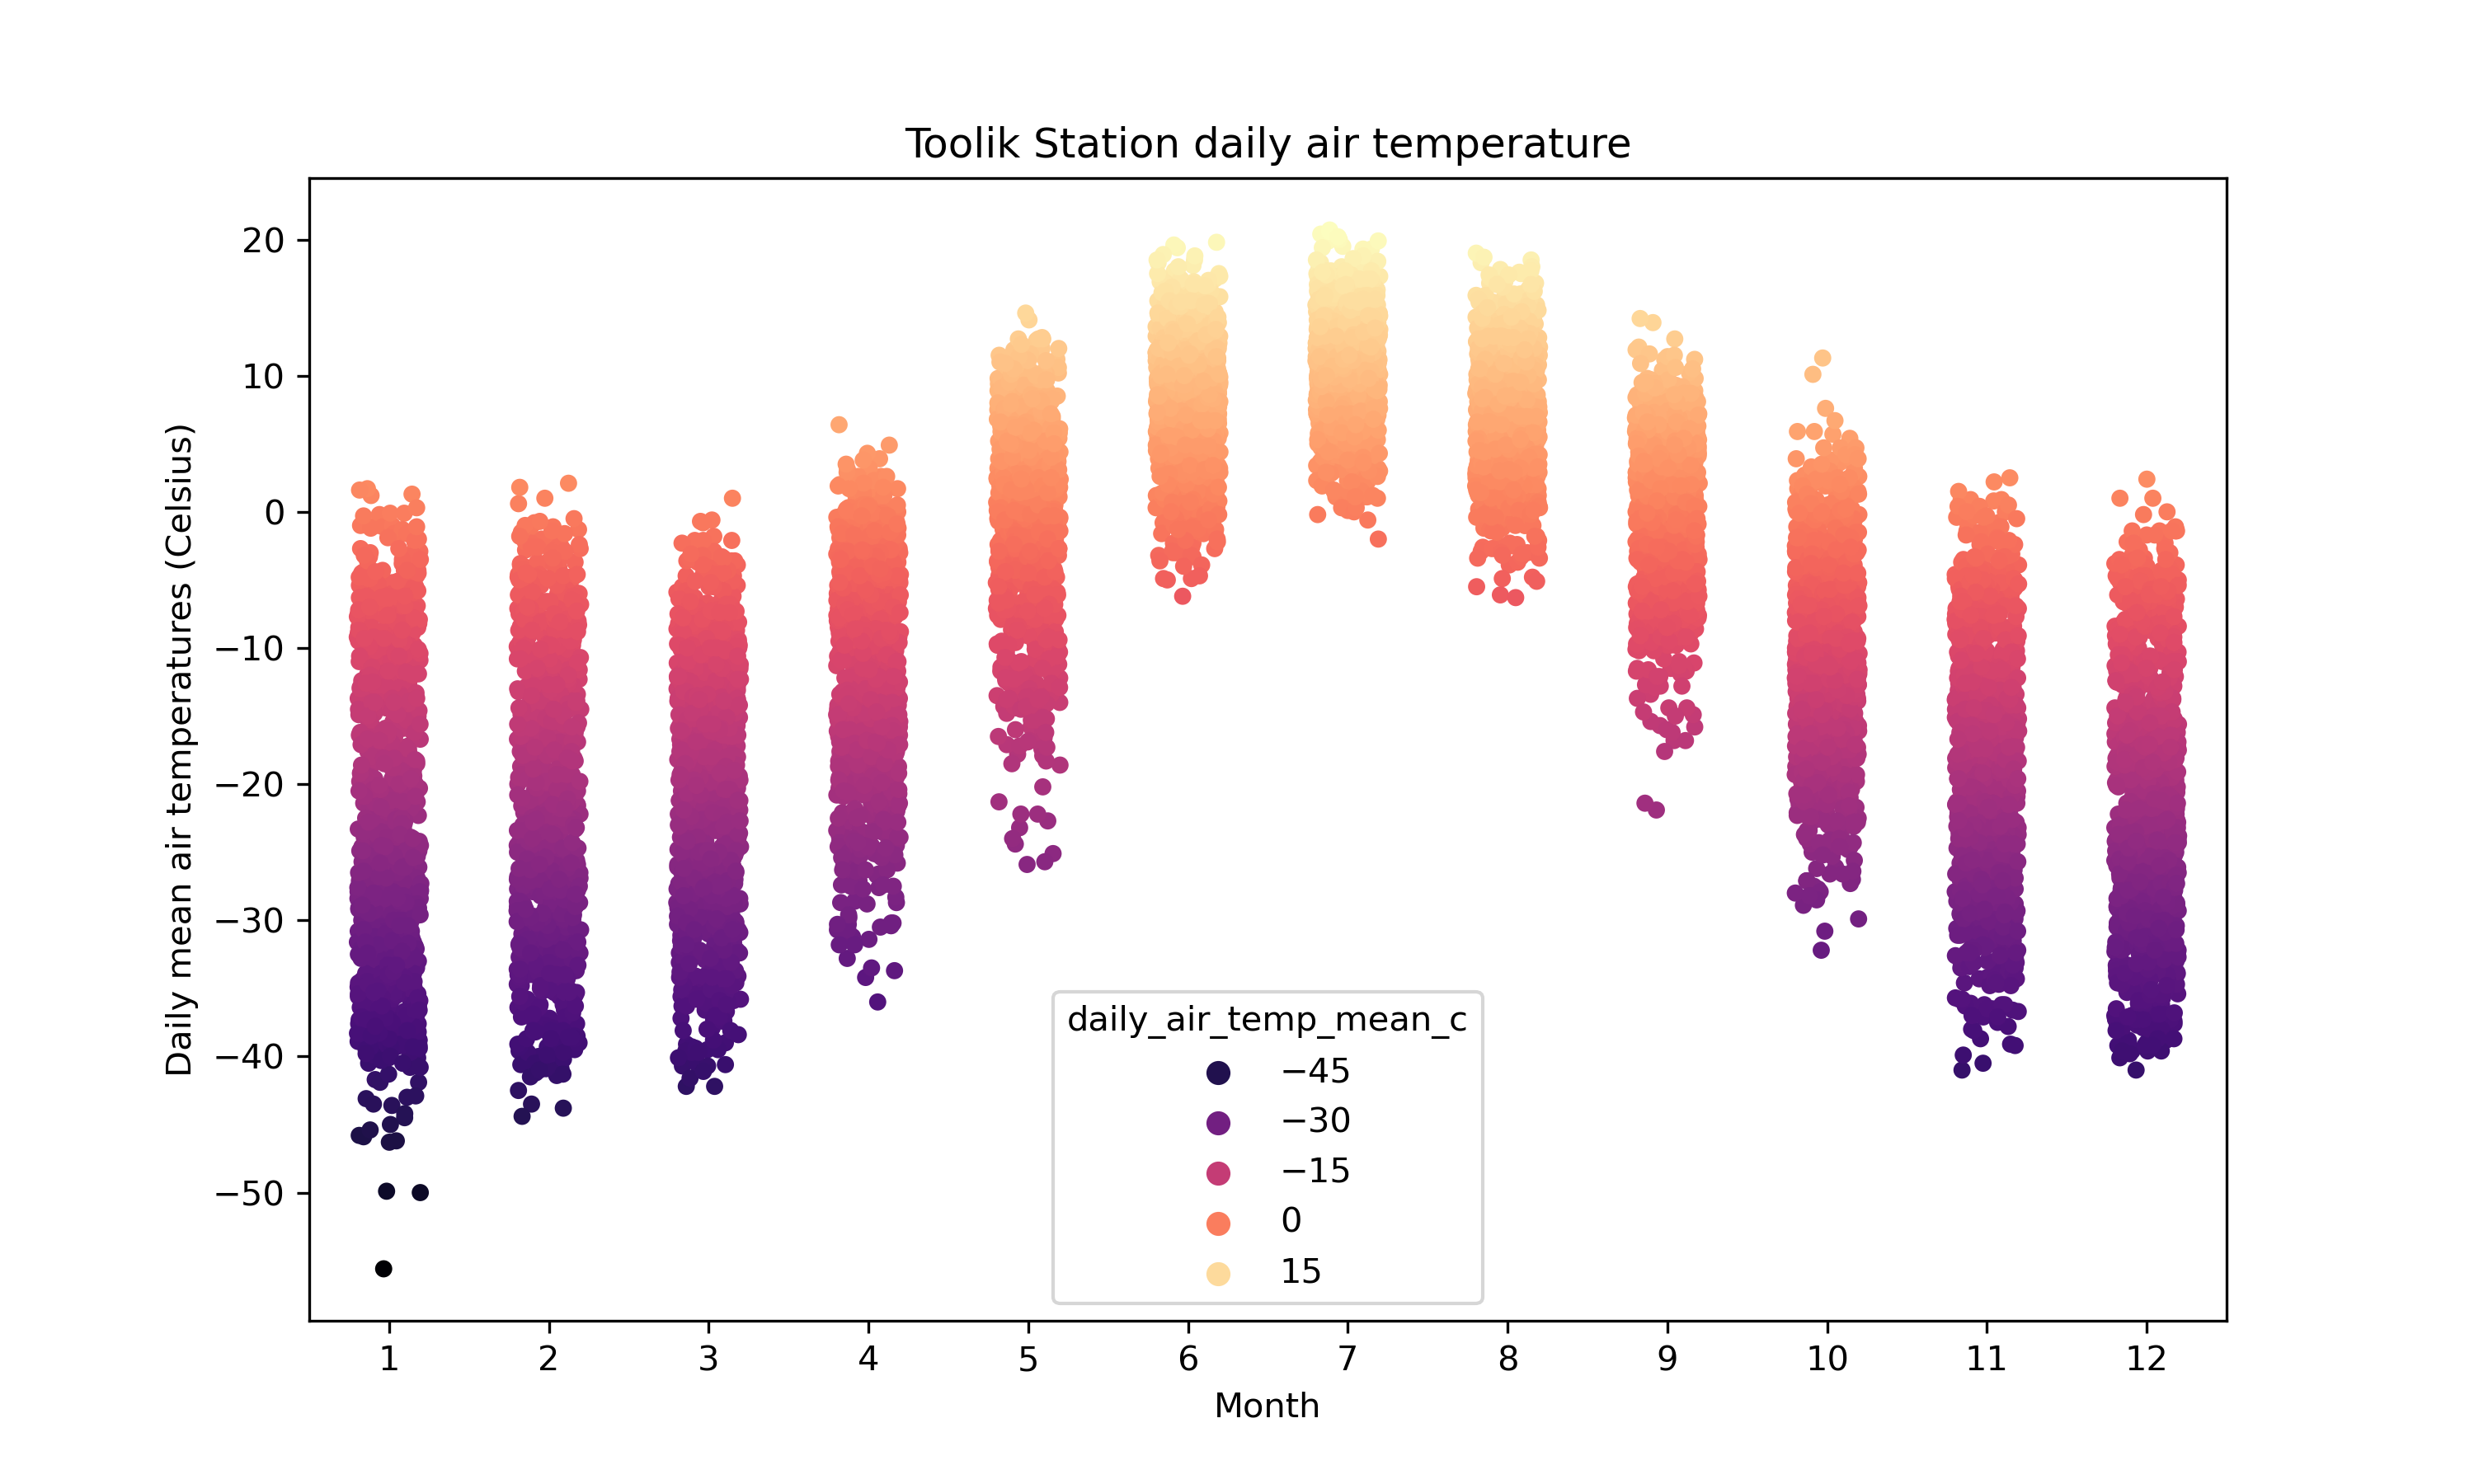 Toolik Station daily air temperature
Daily mean air temperatures (Celsius)
20
10
0
−10
−20
−30
−40
−50
daily_air_temp_mean_c
−45
−30
−15
0
15
1 2 3 4 5 6 7 8 9 10 11 12
Month